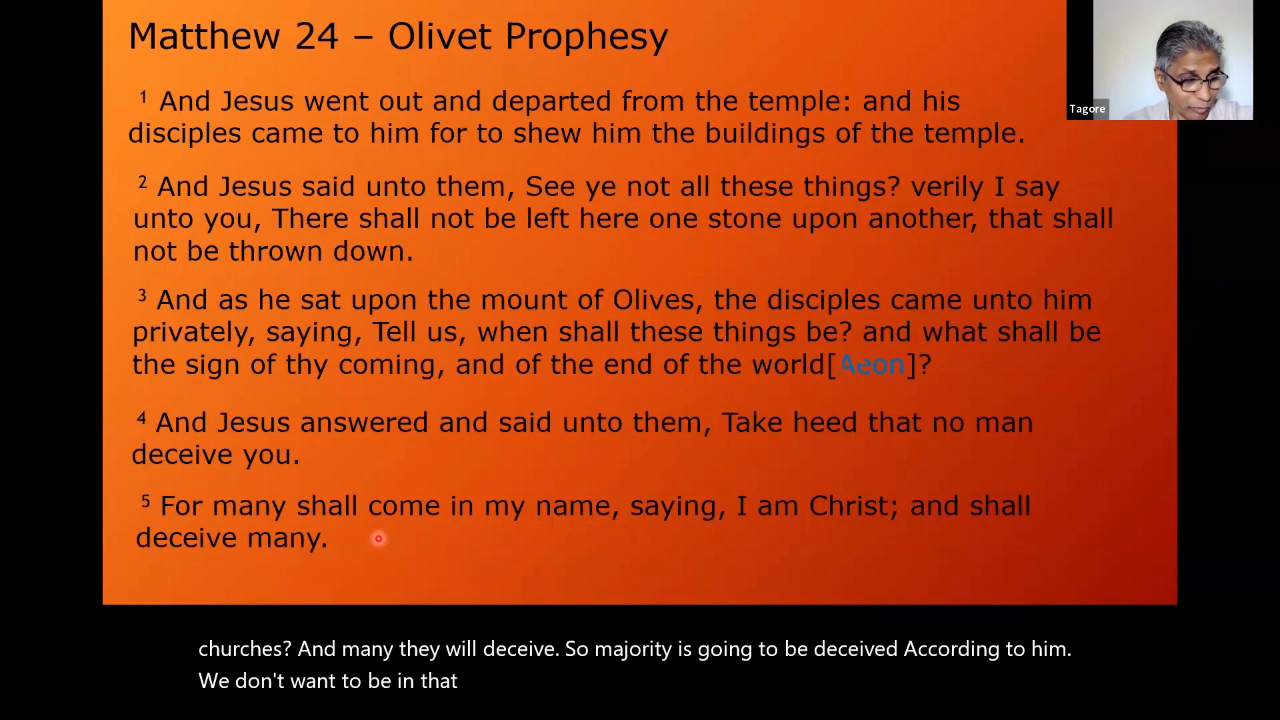 Matthew 24 – Olivet Prophesy
Tagore
1 And Jesus went out and departed from the temple: and his
disciples came to him for to shew him the buildings of the temple.
2 And Jesus said unto them, See ye not all these things? verily I say
unto you, There shall not be left here one stone upon another, that shall
not be thrown down.
3 And as he sat upon the mount of Olives, the disciples came unto him
privately, saying, Tell us, when shall these things be? and what shall be
the sign of thy coming, and of the end of the world[Aeon]?
4 And Jesus answered and said unto them, Take heed that no man
deceive you.
5 For many shall come in my name, saying, I am Christ; and shall
deceive many.
churches? And many they will deceive. So majority is going to be deceived According to him.
We don't want to be in that